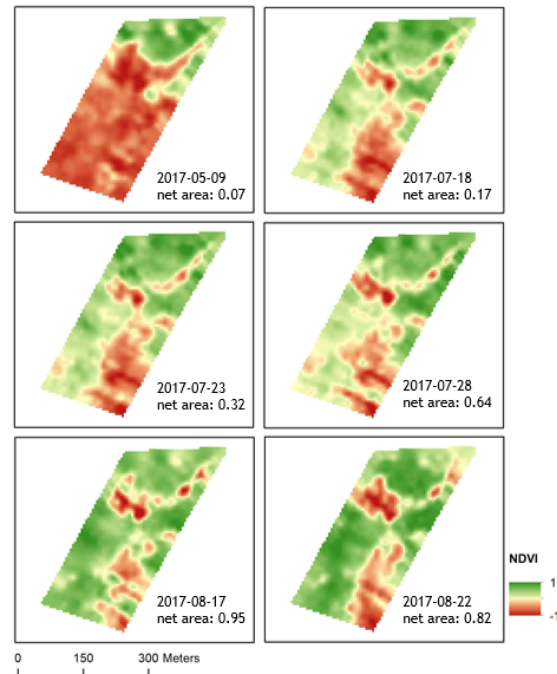 2017-05-09
net area: 0.07
2017-07-18
net area: 0.17
2017-07-23
net area: 0.32
2017-07-28
net area: 0.64
2017-08-17
net area: 0.95
2017-08-22
net area: 0.82
NDVI
1
-1
0 150 300 Meters